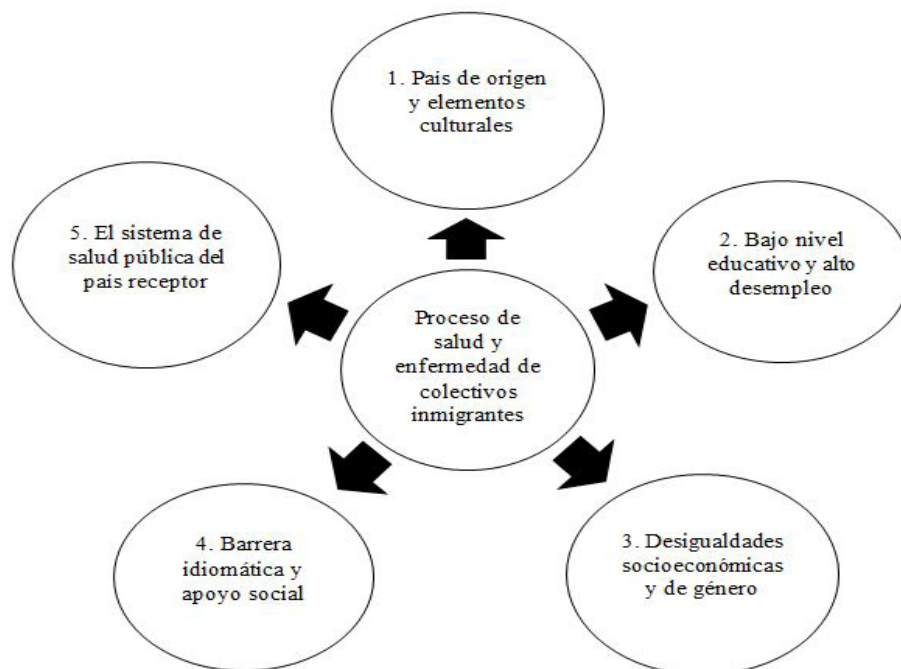 1. Pais de origen
y elementos
culturales
2. Bajo nivel
educativo y alto
desempleo
3. Desigualdades
socioeconómicas
y de género
4. Barrera
idiomática y
apoyo social
5. El sistema de
salud pública del
pais receptor
Proceso de
salud y
enfermedad de
colectivos
inmigrantes